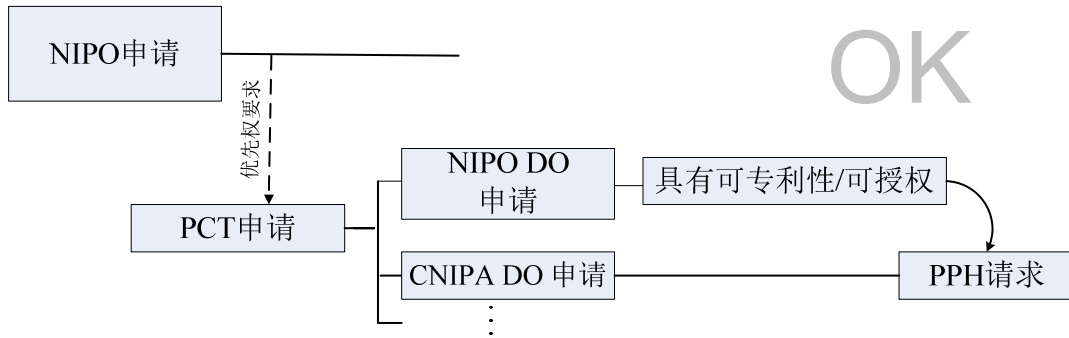 NIPO申请
OK
优先权要求
NIPO DO
申请
具有可专利性/可授权
PCT申请
CNIPA DO 申请
PPH请求